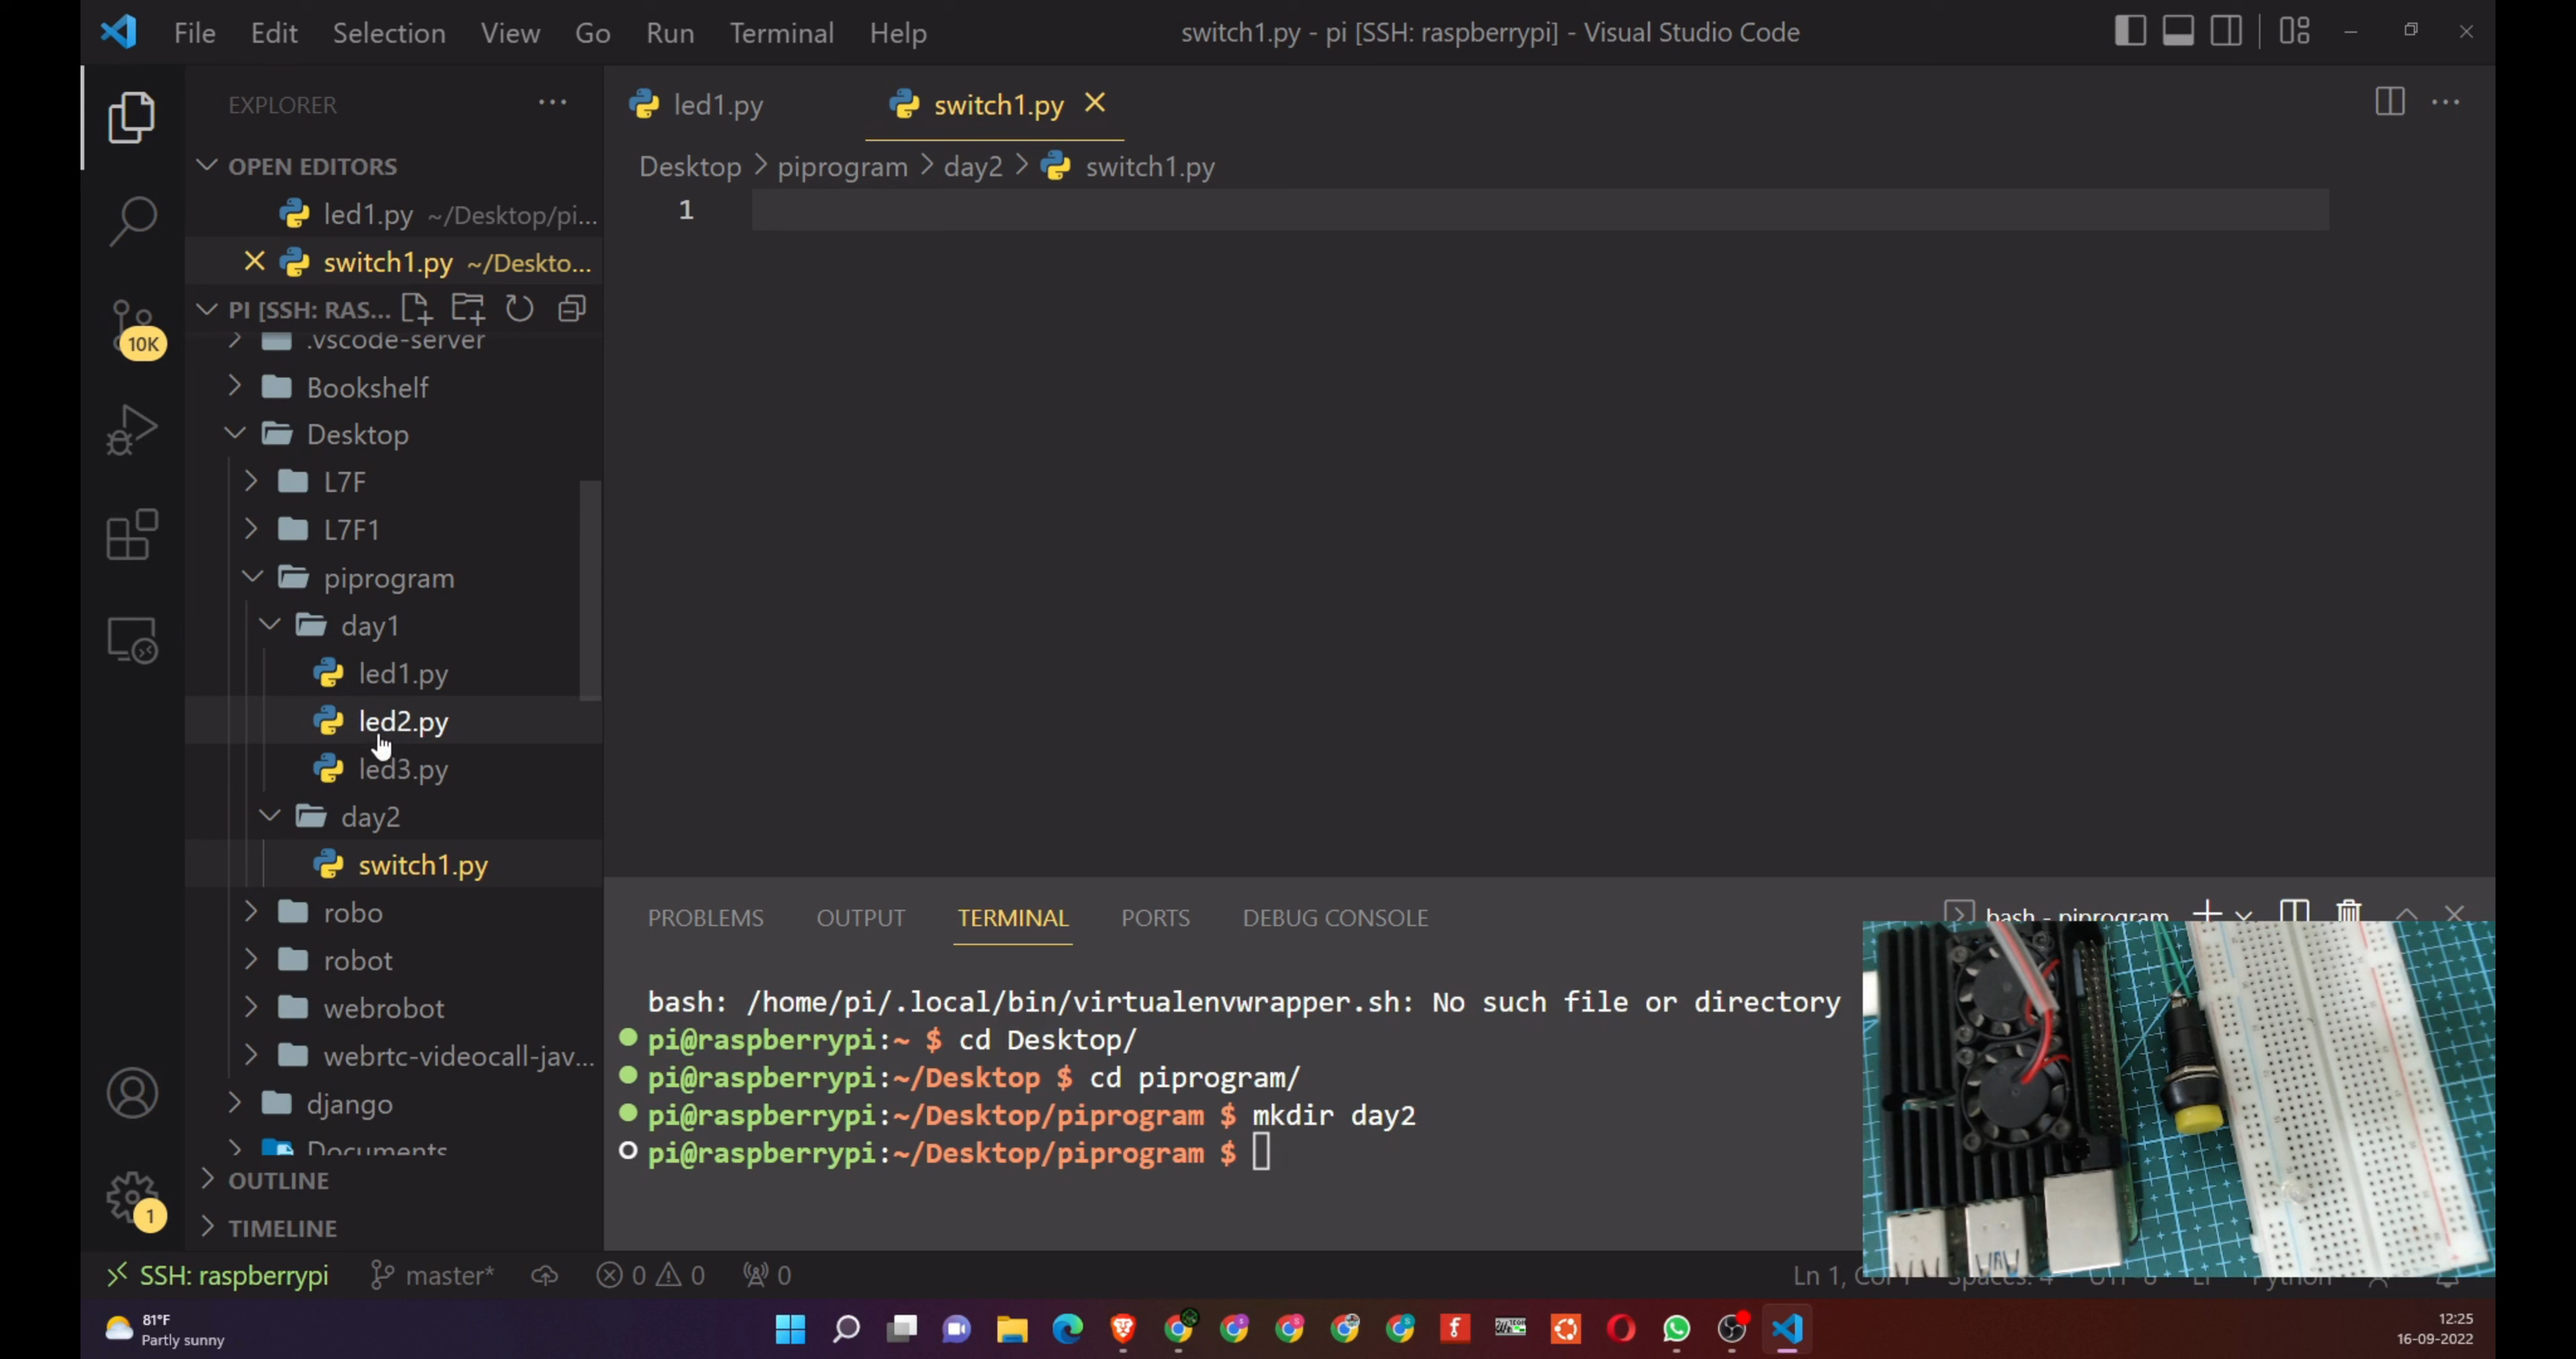 File Edit Selection View Go Run Terminal Help
switch1.py - pi [SSH: raspberrypi] - Visual Studio Code
EXPLORER
OPEN EDITORS
led1.py ~/Desktop/pi...
switch1.py ~/Deskto...
PI [SSH: RAS...
.vscode-server
Bookshelf
Desktop
L7F
L7F1
piprogram
day1
led1.py
led2.py
led3.py
day2
switch1.py
robo
robot
webrobot
webrtc-videocall-jav...
django
Documents
OUTLINE
TIMELINE
10K
1
led1.py
switch1.py
Desktop > piprogram > day2 > switch1.py
1
PROBLEMS OUTPUT TERMINAL PORTS DEBUG CONSOLE
bash - piprogram
bash: /home/pi/.local/bin/virtualenvwrapper.sh: No such file or directory
pi@raspberrypi:~ $ cd Desktop/
pi@raspberrypi:~/Desktop $ cd piprogram/
pi@raspberrypi:~/Desktop/piprogram $ mkdir day2
pi@raspberrypi:~/Desktop/piprogram $
SSH: raspberrypi master* 0 0 0
Ln 1,
81°F
Partly sunny
12:25
16-09-2022